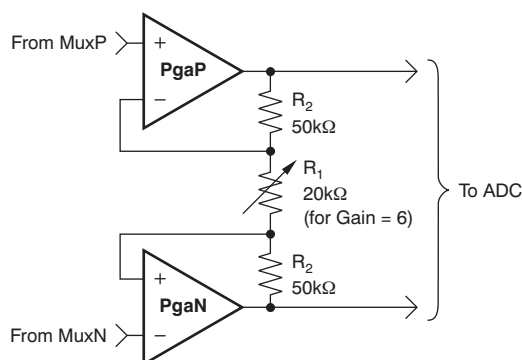 From MuxP
+
PgaP
−
R2
50kΩ
R1
20kΩ
(for Gain = 6)
To ADC
R2
50kΩ
+
PgaN
From MuxN
−